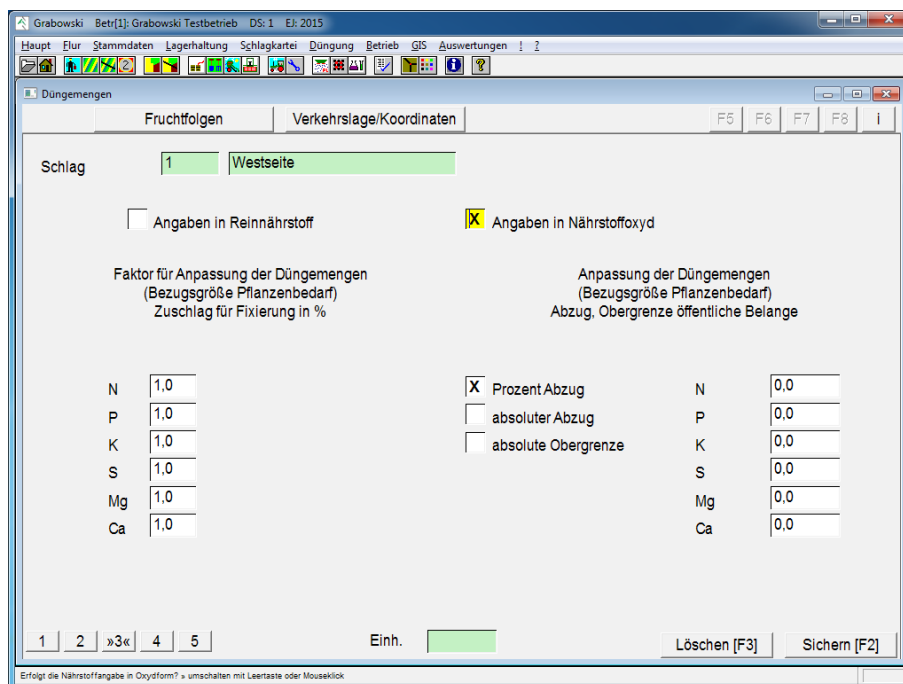 Grabowski Betr[1]: Grabowski Testbetrieb DS: 1 EJ: 2015
Haupt Flur Stammdaten Lagerhaltung Schlagkartei Düngung Betrieb GIS Auswertungen ! ?
Düngemengen
Fruchtfolgen Verkehrslage/Koordinaten F5 F6 F7 F8 i
Schlag 1 Westseite
Angaben in Reinnährstoff X Angaben in Nährstoffoxyd
Faktor für Anpassung der Düngemengen
(Bezugsgröße Pflanzenbedarf)
Zuschlag für Fixierung in %
Anpassung der Düngemengen
(Bezugsgröße Pflanzenbedarf)
Abzug, Obergrenze öffentliche Belange
N 1,0 X Prozent Abzug N 0,0
P 1,0 absoluter Abzug P 0,0
K 1,0 absolute Obergrenze K 0,0
S 1,0 S 0,0
Mg 1,0 Mg 0,0
Ca 1,0 Ca 0,0
1 2 »3« 4 5 Einh. Löschen [F3] Sichern [F2]
Erfolgt die Nährstoffangabe in Oxydform? » umschalten mit Leertaste oder Mouseklick